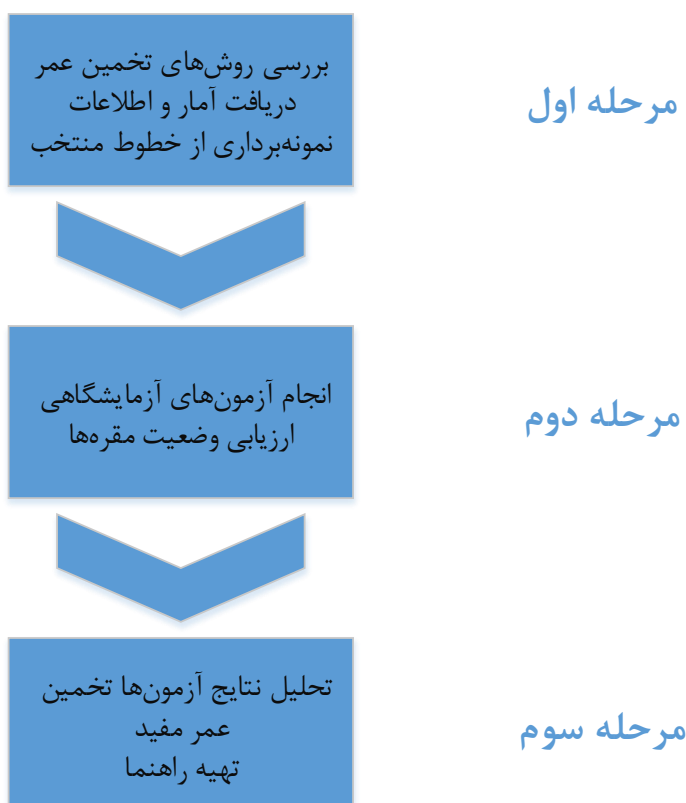 مرحله اول
بررسی روش‌های تخمین عمر
دریافت آمار و اطلاعات
نمونه‌برداری از خطوط منتخب
مرحله دوم
انجام آزمون‌های آزمایشگاهی
ارزیابی وضعیت مقره‌ها
مرحله سوم
تحلیل نتایج آزمون‌ها تخمین
عمر مفید
تهیه راهنما